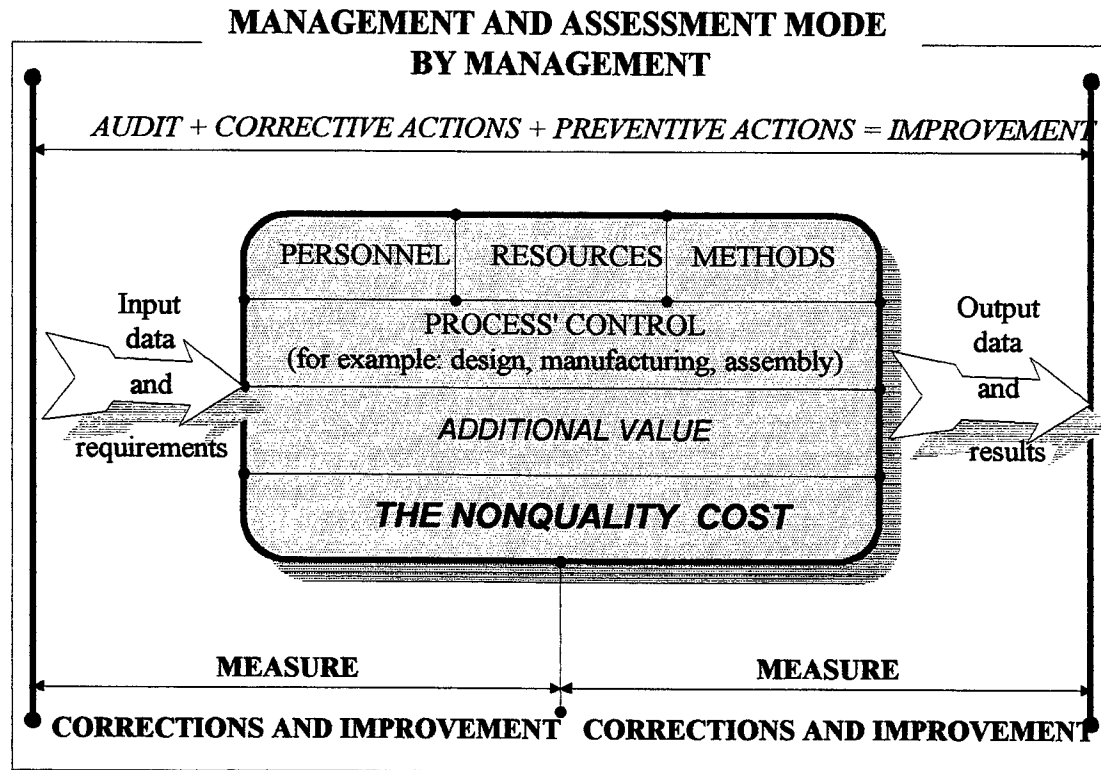 MANAGEMENT AND ASSESSMENT MODE
BY MANAGEMENT
AUDIT + CORRECTIVE ACTIONS + PREVENTIVE ACTIONS = IMPROVEMENT
PERSONNEL RESOURCES METHODS
Input
data
and
requirements
PROCESS' CONTROL
(for example: design, manufacturing, assembly)
ADDITIONAL VALUE
THE NONQUALITY COST
Output
data
and
results
MEASURE MEASURE
CORRECTIONS AND IMPROVEMENT CORRECTIONS AND IMPROVEMENT